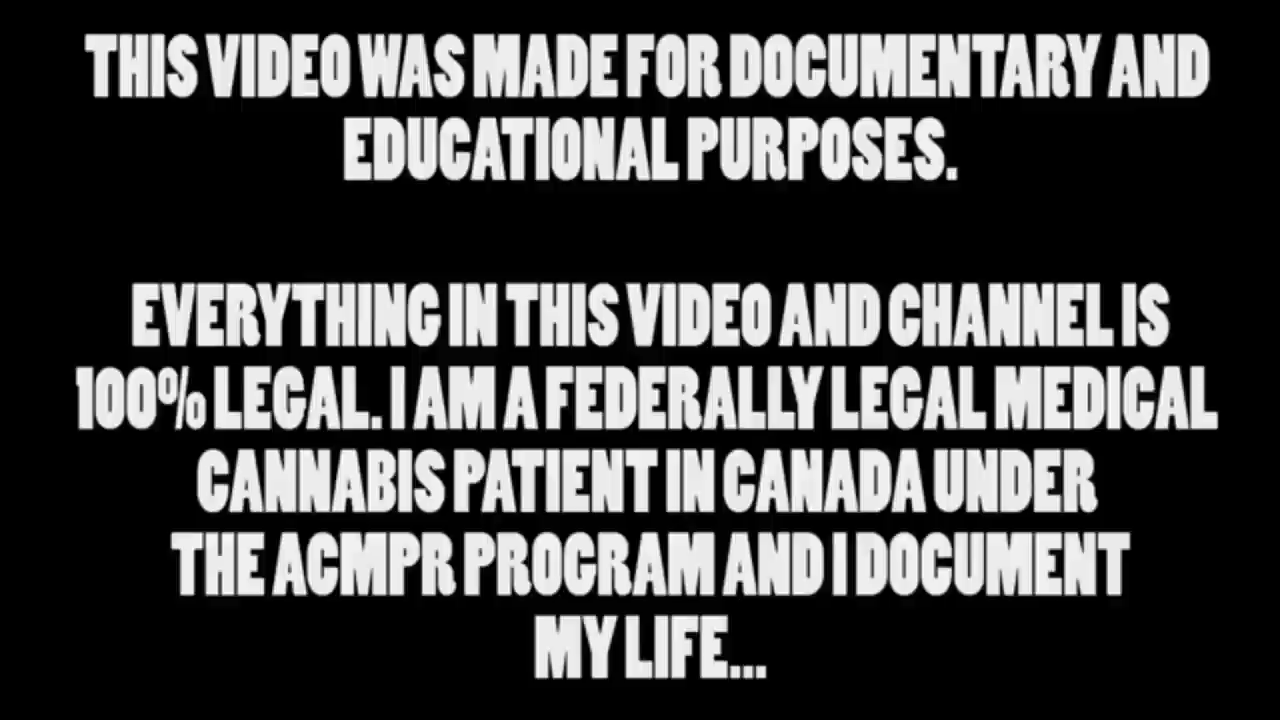 THIS VIDEO WAS MADE FOR DOCUMENTARY AND
EDUCATIONAL PURPOSES.
EVERYTHING IN THIS VIDEO AND CHANNEL IS
100% LEGAL. I AM A FEDERALLY LEGAL MEDICAL
CANNABIS PATIENT IN CANADA UNDER
THE ACMPR PROGRAM AND I DOCUMENT
MY LIFE...